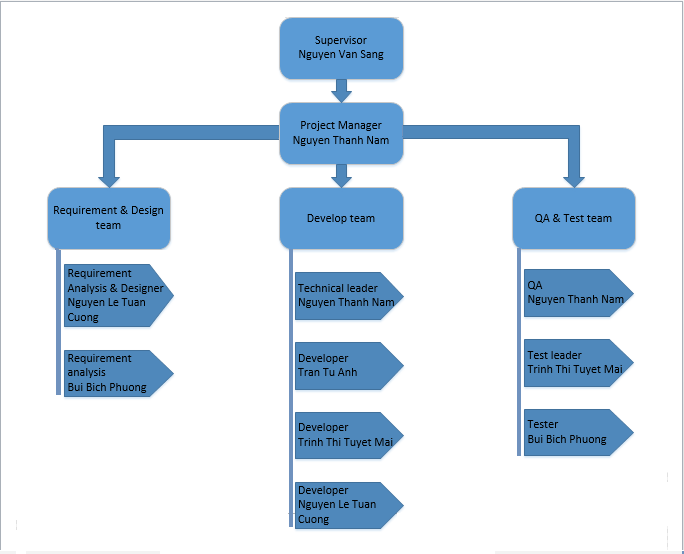 Supervisor
Nguyen Van Sang
Project Manager
Nguyen Thanh Nam
Requirement & Design
team
Requirement
Analysis & Designer
Nguyen Le Tuan
Cuong
Requirement
analysis
Bui Bich Phuong
Develop team
Technical leader
Nguyen Thanh Nam
Developer
Tran Tu Anh
Developer
Trinh Thi Tuyet Mai
Developer
Nguyen Le Tuan
Cuong
QA & Test team
QA
Nguyen Thanh Nam
Test leader
Trinh Thi Tuyet Mai
Tester
Bui Bich Phuong